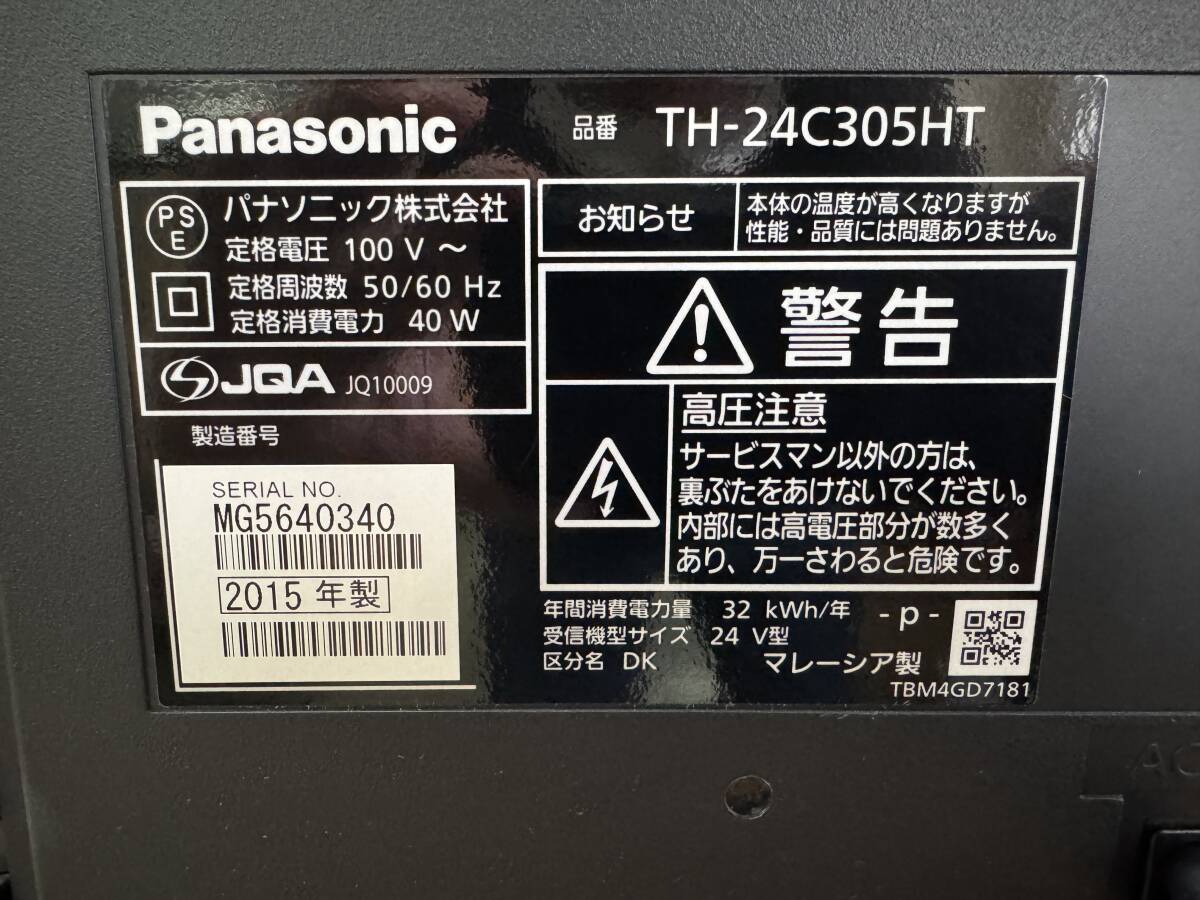 Panasonic
品番 TH-24C305HT
PS
E
パナソニック株式会社
定格電圧 100 V ～
定格周波数 50/60 Hz
定格消費電力 40 W
JQA JQ10009
製造番号
SERIAL NO.
MG5640340
2015 年製
お知らせ
本体の温度が高くなりますが
性能・品質には問題ありません。
警告
高圧注意
サービスマン以外の方は、
裏ぶたをあけないでください。
内部には高電圧部分が数多く
あり、万一さわると危険です。
年間消費電力量 32 kWh/年 - p -
受信機型サイズ 24 V型
区分名 DK マレーシア製
TBM4GD7181